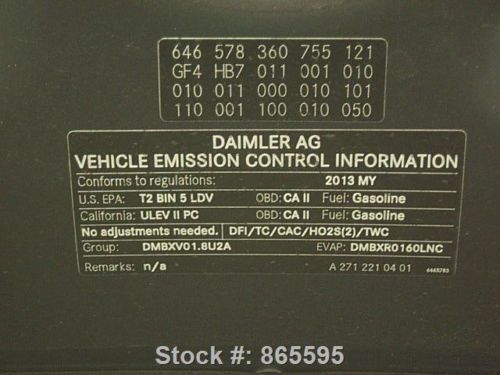 646 578 360 755 121
GF4 HB7 011 001 010
010 011 000 010 101
110 001 100 010 050
DAIMLER AG
VEHICLE EMISSION CONTROL INFORMATION
Conforms to regulations: 2013 MY
U.S. EPA: T2 BIN 5 LDV OBD: CA II Fuel: Gasoline
California: ULEV II PC OBD: CA II Fuel: Gasoline
No adjustments needed. DFI/TC/CAC/HO2S(2)/TWC
Group: DMBXV01.8U2A EVAP: DMBXR0160LNC
Remarks: n/a A 271 221 04 01
Stock #: 865595